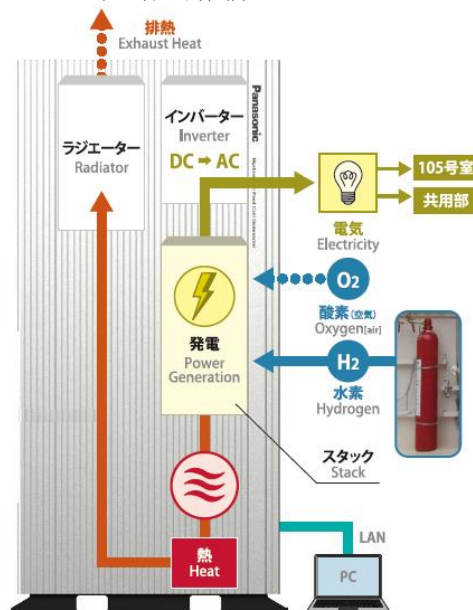 排熱
Exhaust Heat
ラジエーター
Radiator
インバーター
Inverter
DC ➡ AC
Panasonic
105号室
共用部
電気
Electricity
O2
酸素(空気)
Oxygen[air]
発電
Power
Generation
H2
水素
Hydrogen
スタック
Stack
熱
Heat
LAN
PC